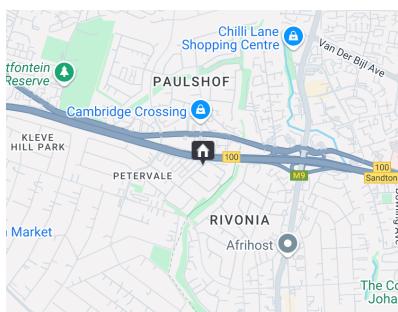 Chilli Lane
Shopping Centre
Van Der Bijl Ave
tfontein
Reserve
PAULSHOF
Cambridge Crossing
KLEVE
HILL PARK
100
100
Sandton
M9
PETERVALE
RIVONIA
Market
Afrihost
The Co
Joha